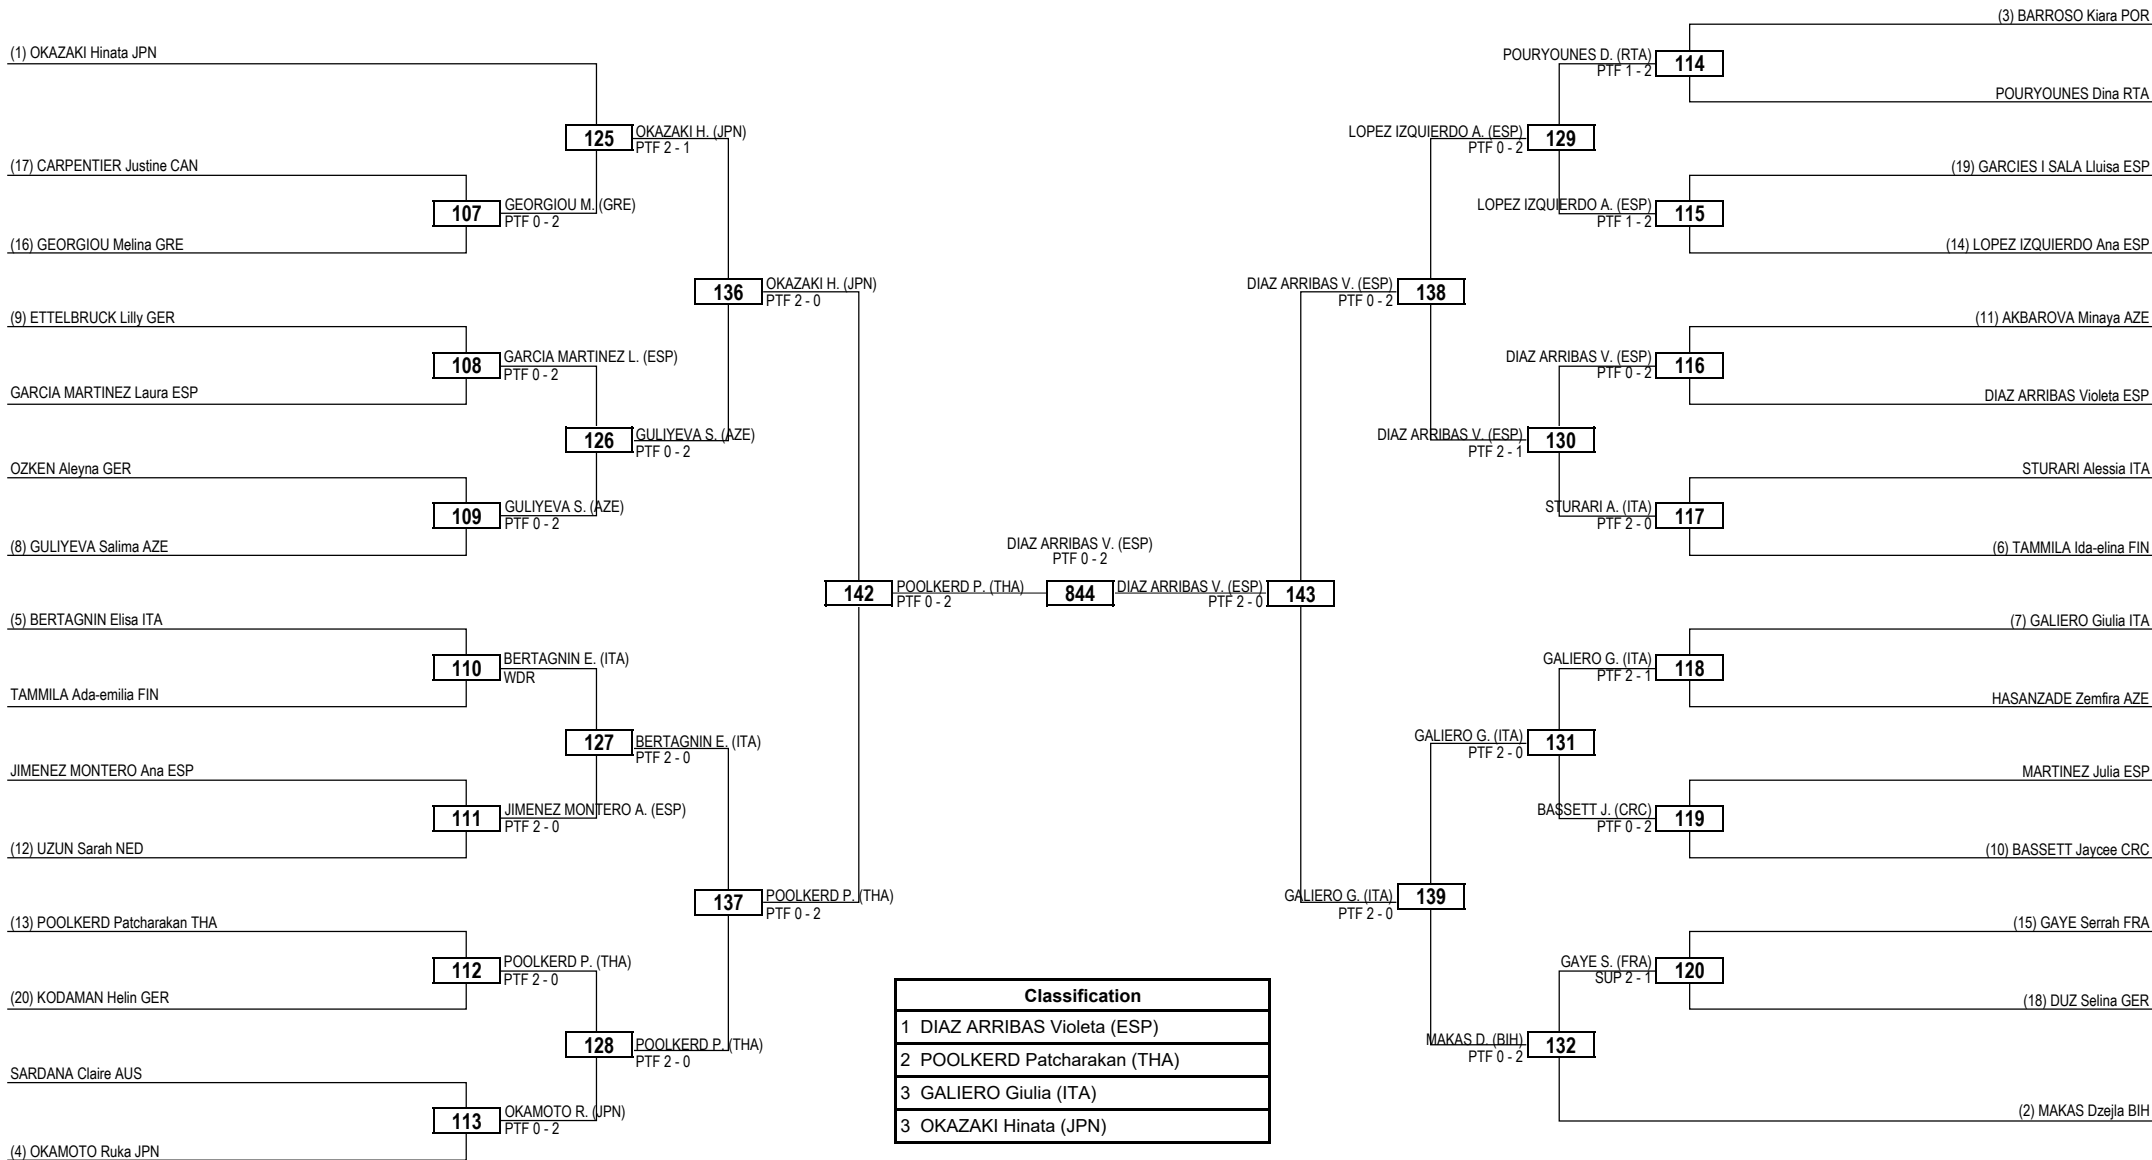 (1) OKAZAKI Hinata JPN
125
OKAZAKI H. (JPN)
PTF 2 - 1
(17) CARPENTIER Justine CAN
107
GEORGIOU M. (GRE)
PTF 0 - 2
(16) GEORGIOU Melina GRE
136
OKAZAKI H. (JPN)
PTF 2 - 0
(9) ETTELBRUCK Lilly GER
108
GARCIA MARTINEZ L. (ESP)
PTF 0 - 2
GARCIA MARTINEZ Laura ESP
126
GULIYEVA S. (AZE)
PTF 0 - 2
OZKEN Aleyna GER
109
GULIYEVA S. (AZE)
PTF 0 - 2
(8) GULIYEVA Salima AZE
142
POOLKERD P. (THA)
PTF 0 - 2
(5) BERTAGNIN Elisa ITA
110
BERTAGNIN E. (ITA)
WDR
TAMMILA Ada-emilia FIN
127
BERTAGNIN E. (ITA)
PTF 2 - 0
JIMENEZ MONTERO Ana ESP
111
JIMENEZ MONTERO A. (ESP)
PTF 2 - 0
(12) UZUN Sarah NED
137
POOLKERD P. (THA)
PTF 0 - 2
(13) POOLKERD Patcharakan THA
112
POOLKERD P. (THA)
PTF 2 - 0
(20) KODAMAN Helin GER
128
POOLKERD P. (THA)
PTF 2 - 0
SARDANA Claire AUS
113
OKAMOTO R. (JPN)
PTF 0 - 2
(4) OKAMOTO Ruka JPN
DIAZ ARRIBAS V. (ESP)
PTF 0 - 2
844
DIAZ ARRIBAS V. (ESP)
PTF 2 - 0
143
(3) BARROSO Kiara POR
POURYOUNES D. (RTA)
PTF 1 - 2
114
POURYOUNES Dina RTA
LOPEZ IZQUIERDO A. (ESP)
PTF 0 - 2
129
(19) GARCIES I SALA Lluisa ESP
LOPEZ IZQUIERDO A. (ESP)
PTF 1 - 2
115
(14) LOPEZ IZQUIERDO Ana ESP
DIAZ ARRIBAS V. (ESP)
PTF 0 - 2
138
(11) AKBAROVA Minaya AZE
DIAZ ARRIBAS V. (ESP)
PTF 0 - 2
116
DIAZ ARRIBAS Violeta ESP
DIAZ ARRIBAS V. (ESP)
PTF 2 - 1
130
STURARI Alessia ITA
STURARI A. (ITA)
PTF 2 - 0
117
(6) TAMMILA Ida-elina FIN
(7) GALIERO Giulia ITA
GALIERO G. (ITA)
PTF 2 - 1
118
HASANZADE Zemfira AZE
GALIERO G. (ITA)
PTF 2 - 0
131
MARTINEZ Julia ESP
BASSETT J. (CRC)
PTF 0 - 2
119
(10) BASSETT Jaycee CRC
GALIERO G. (ITA)
PTF 2 - 0
139
(15) GAYE Serrah FRA
GAYE S. (FRA)
SUP 2 - 1
120
(18) DUZ Selina GER
MAKAS D. (BIH)
PTF 0 - 2
132
(2) MAKAS Dzejla BIH
Classification
1 DIAZ ARRIBAS Violeta (ESP)
2 POOLKERD Patcharakan (THA)
3 GALIERO Giulia (ITA)
3 OKAZAKI Hinata (JPN)